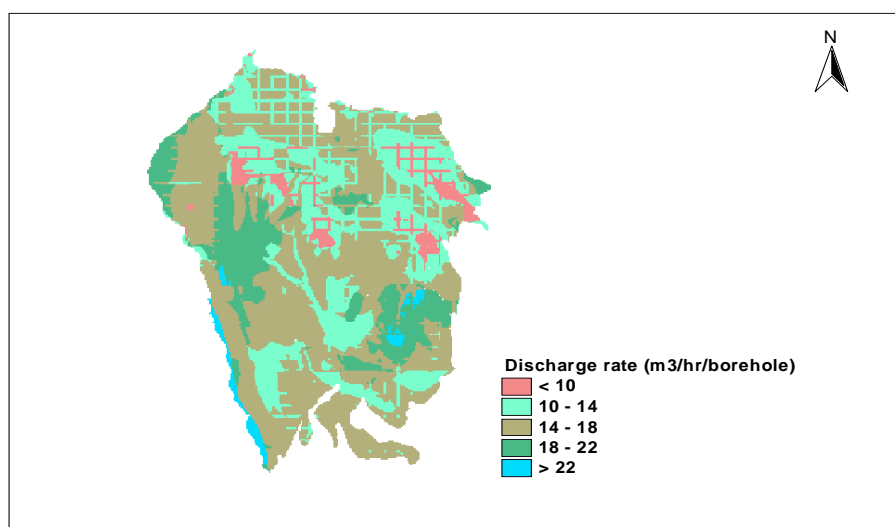 N
Discharge rate (m3/hr/borehole)
< 10
10 - 14
14 - 18
18 - 22
> 22